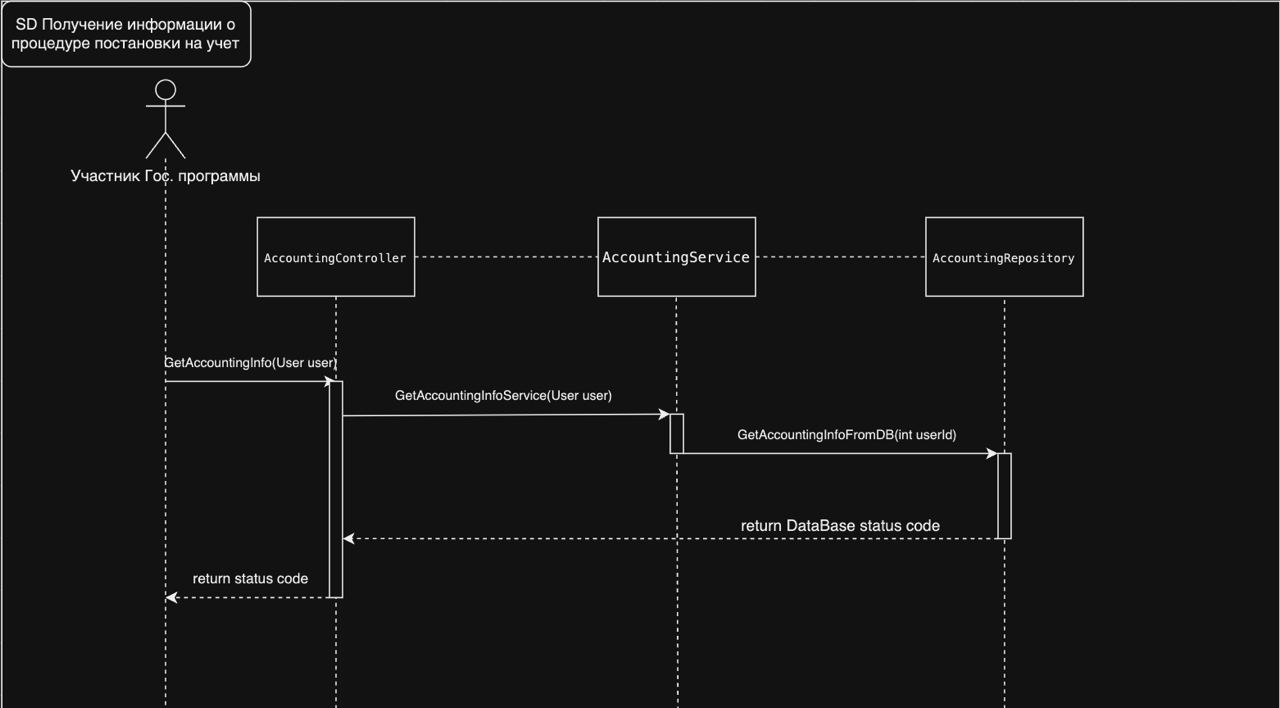 SD Получение информации о
процедуре постановки на учет
Участник Гос. программы
AccountingController
AccountingService
AccountingRepository
GetAccountingInfo(User user)
GetAccountingInfoService(User user)
GetAccountingInfoFromDB(int userId)
return DataBase status code
return status code